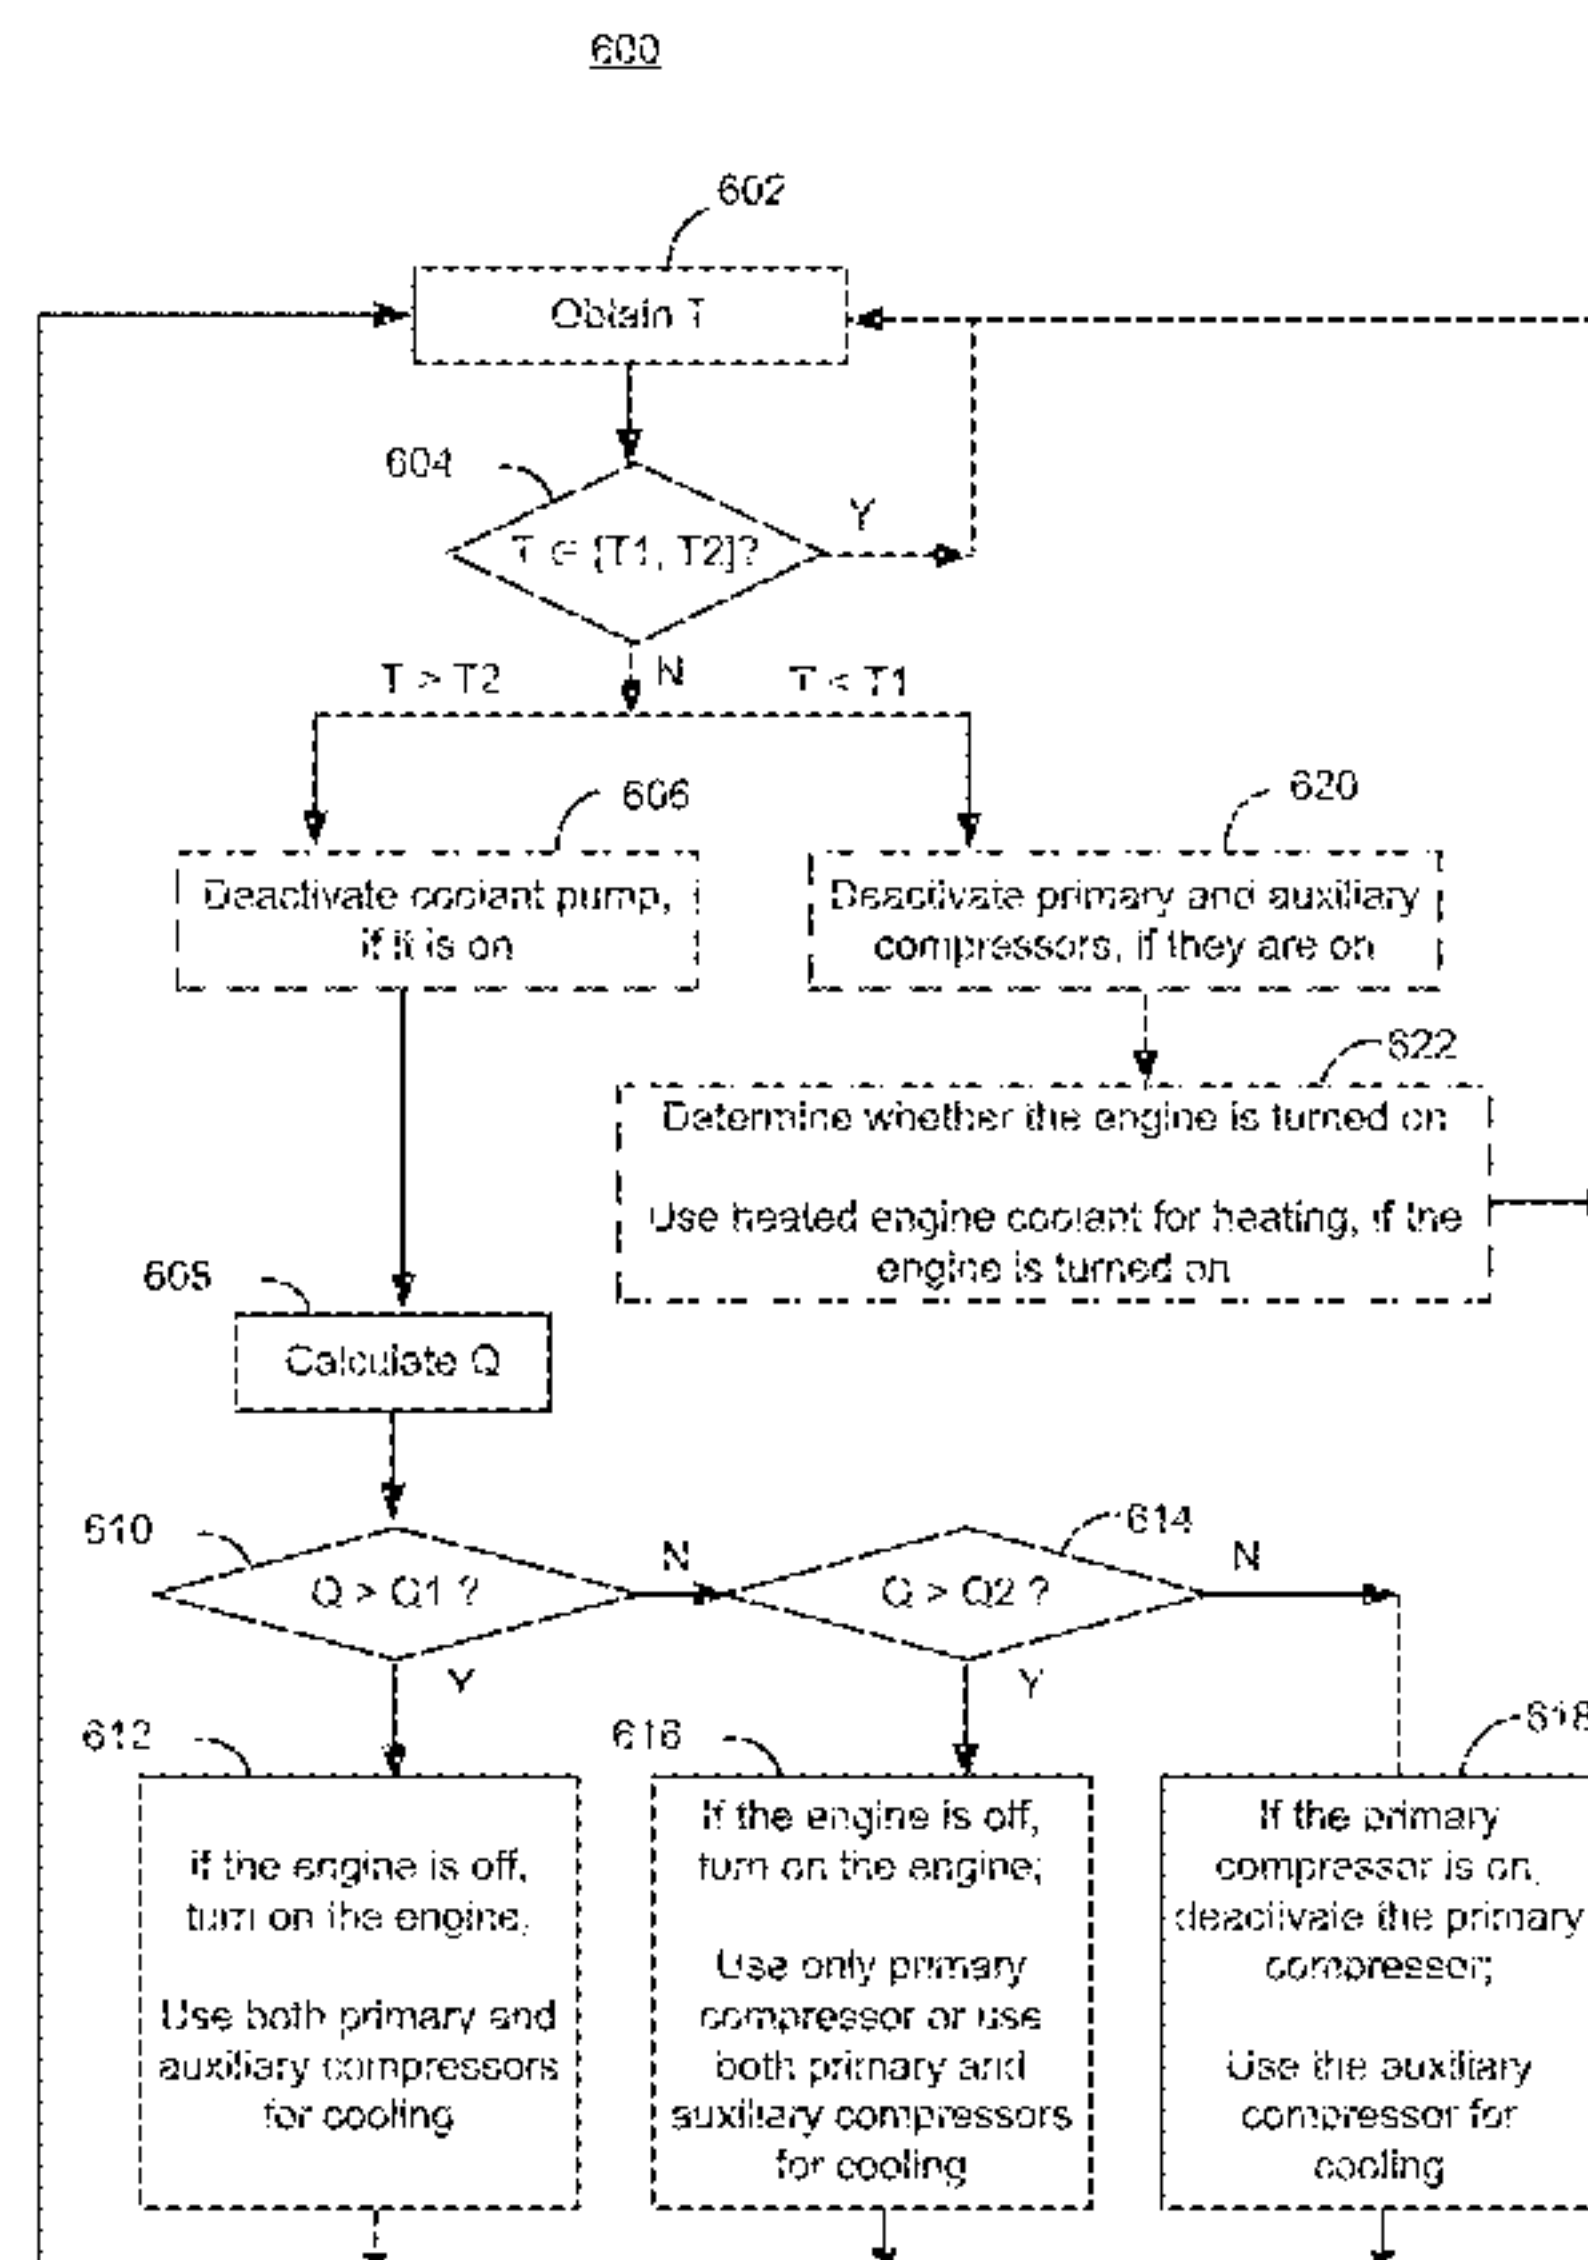 600
602
Obtain T
604
T ∈ [T1, T2]?
Y
N
T > T2
T < T1
606
Deactivate coolant pump,
if it is on
620
Deactivate primary and auxiliary
compressors, if they are on
622
Determine whether the engine is turned on
Use heated engine coolant for heating, if the
engine is turned on
608
Calculate Q
610
Q > Q1 ?
N
Y
614
Q > Q2 ?
N
Y
612
If the engine is off,
turn on the engine;
Use both primary and
auxiliary compressors
for cooling
616
If the engine is off,
turn on the engine;
Use only primary
compressor or use
both primary and
auxiliary compressors
for cooling
618
If the primary
compressor is on,
deactivate the primary
compressor;
Use the auxiliary
compressor for
cooling